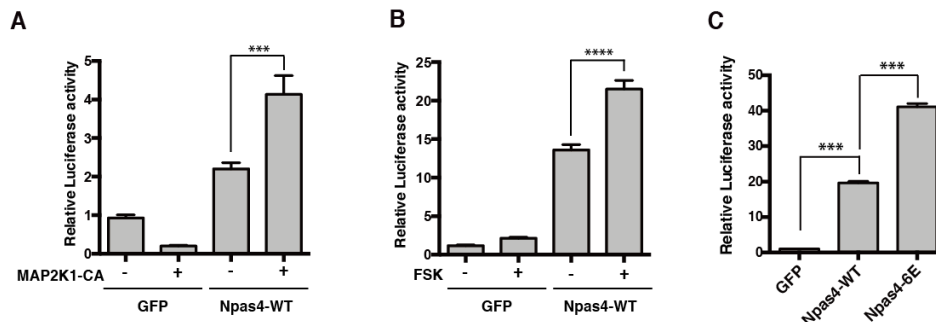 A
Relative Luciferase activity
5
4
3
2
1
0
***
MAP2K1-CA - + - +
GFP Npas4-WT
B
Relative Luciferase activity
25
20
15
10
5
0
****
FSK - + - +
GFP Npas4-WT
C
Relative Luciferase activity
50
40
30
20
10
0
***
***
GFP
Npas4-WT
Npas4-6E